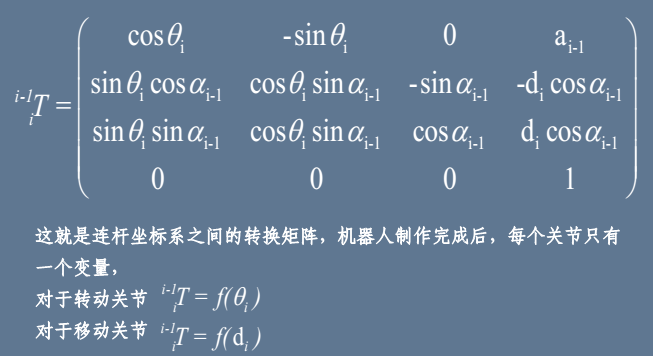 cosθᵢ -sinθᵢ 0 aᵢ₋₁
ⁱ⁻¹ᵢT = sinθᵢ cosαᵢ₋₁ cosθᵢ sinαᵢ₋₁ -sinαᵢ₋₁ -dᵢ cosαᵢ₋₁
sinθᵢ sinαᵢ₋₁ cosθᵢ sinαᵢ₋₁ cosαᵢ₋₁ dᵢ cosαᵢ₋₁
0 0 0 1
这就是连杆坐标系之间的转换矩阵，机器人制作完成后，每个关节只有
一个变量，
对于转动关节 ⁱ⁻¹ᵢT = f(θᵢ)
对于移动关节 ⁱ⁻¹ᵢT = f(dᵢ)